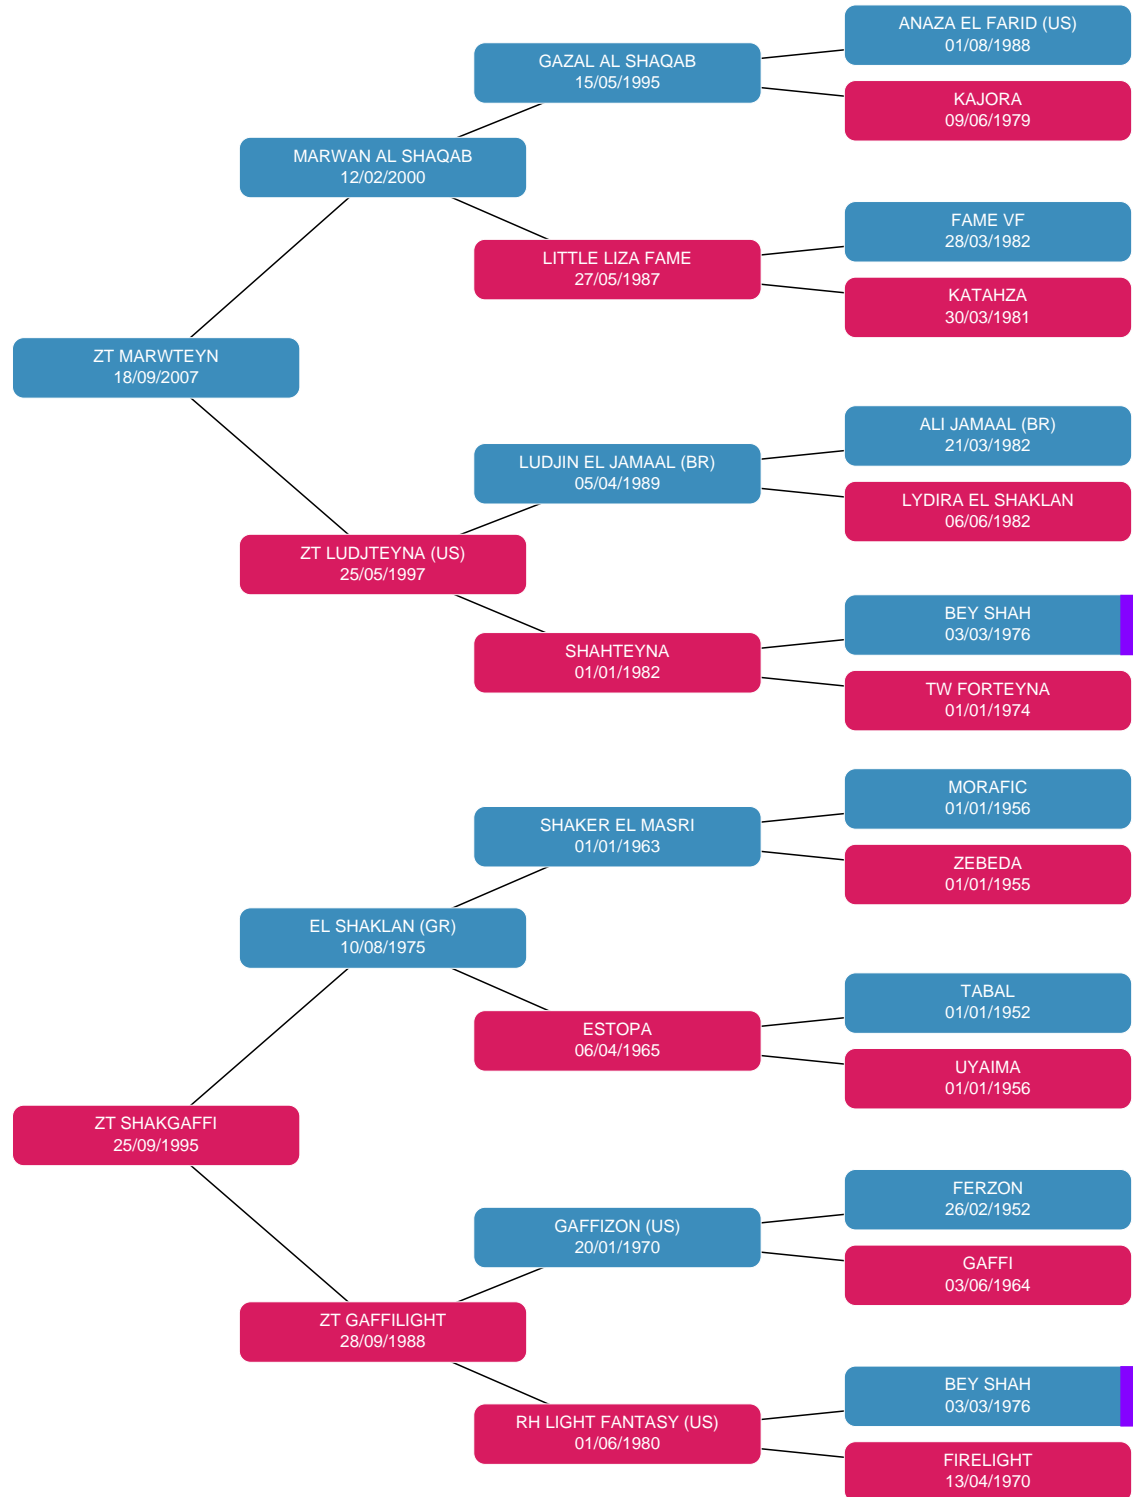 ANAZA EL FARID (US)
01/08/1988
GAZAL AL SHAQAB
15/05/1995
KAJORA
09/06/1979
MARWAN AL SHAQAB
12/02/2000
FAME VF
28/03/1982
LITTLE LIZA FAME
27/05/1987
KATAHZA
30/03/1981
ZT MARWTEYN
18/09/2007
ALI JAMAAL (BR)
21/03/1982
LUDJIN EL JAMAAL (BR)
05/04/1989
LYDIRA EL SHAKLAN
06/06/1982
ZT LUDJTEYNA (US)
25/05/1997
BEY SHAH
03/03/1976
SHAHTEYNA
01/01/1982
TW FORTEYNA
01/01/1974
MORAFIC
01/01/1956
SHAKER EL MASRI
01/01/1963
ZEBEDA
01/01/1955
EL SHAKLAN (GR)
10/08/1975
TABAL
01/01/1952
ESTOPA
06/04/1965
UYAIMA
01/01/1956
ZT SHAKGAFFI
25/09/1995
FERZON
26/02/1952
GAFFIZON (US)
20/01/1970
GAFFI
03/06/1964
ZT GAFFILIGHT
28/09/1988
BEY SHAH
03/03/1976
RH LIGHT FANTASY (US)
01/06/1980
FIRELIGHT
13/04/1970